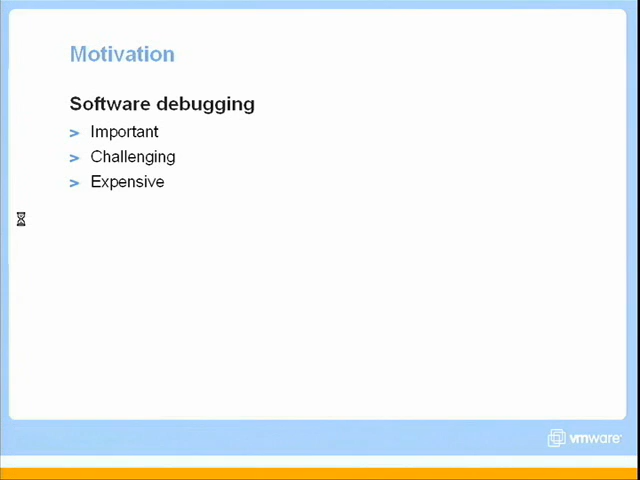 Motivation
Software debugging
> Important
> Challenging
> Expensive
vmware